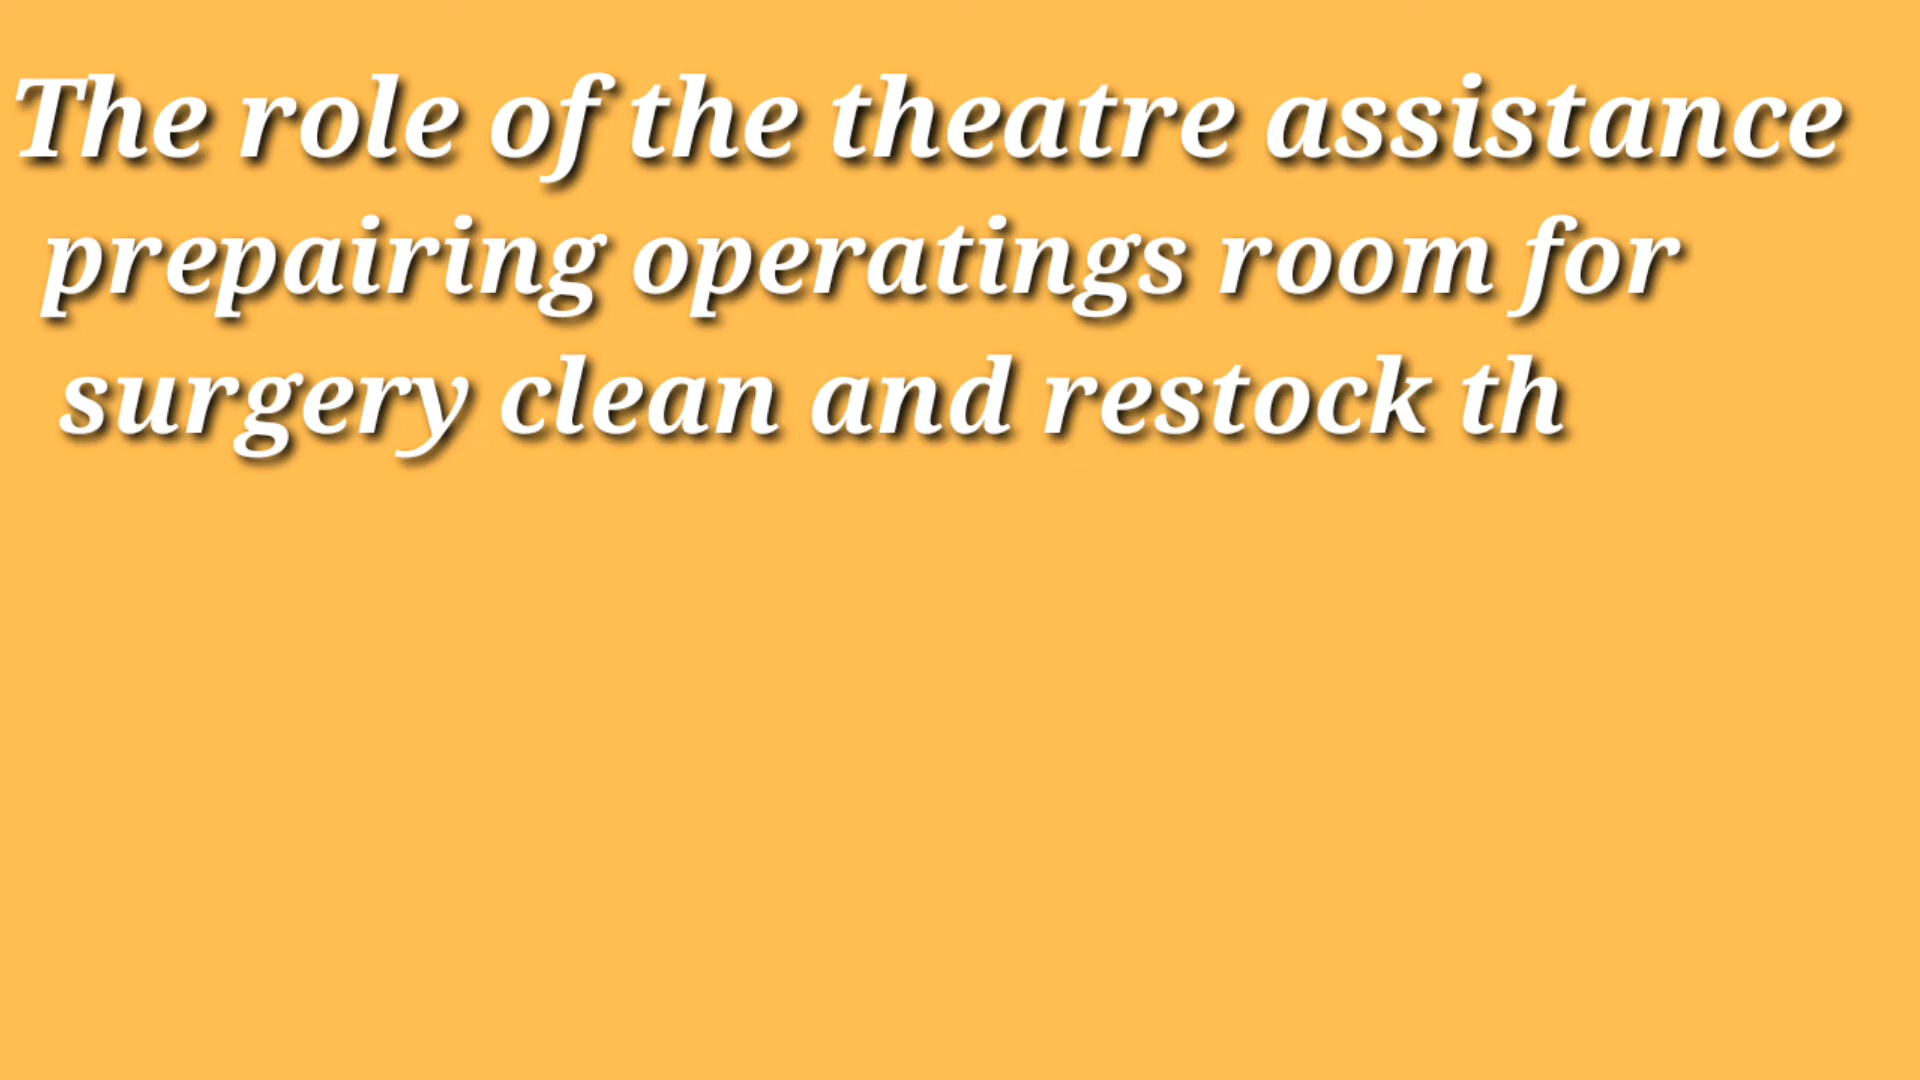 The role of the theatre assistance
prepairing operatings room for
surgery clean and restock th